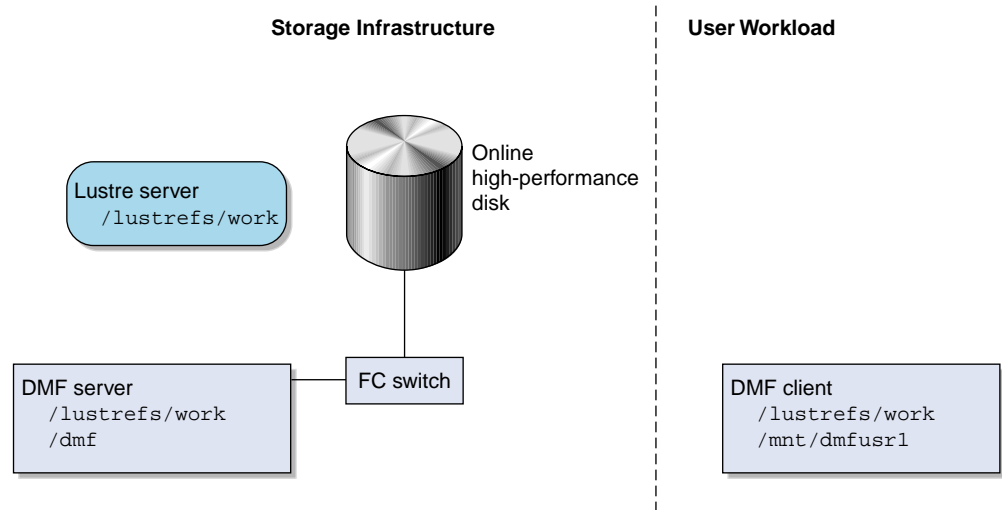 Storage Infrastructure
User Workload
Online
high-performance
disk
Lustre server
/lustrefs/work
FC switch
DMF server
/lustrefs/work
/dmf
DMF client
/lustrefs/work
/mnt/dmfusr1